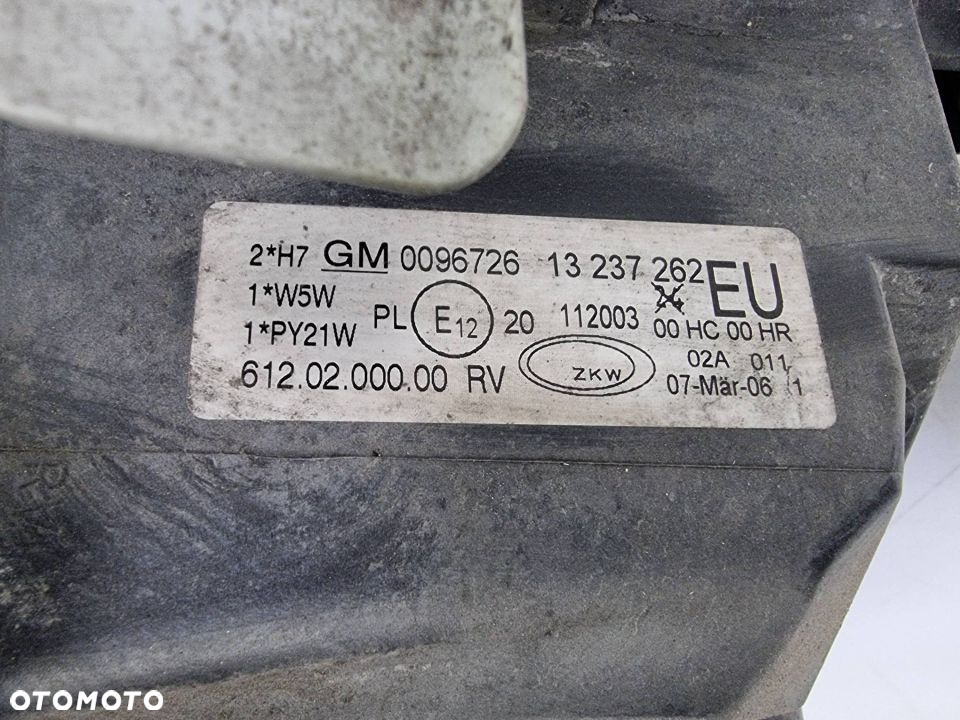 2*H7 GM 0096726 13 237 262 EU
1*W5W
1*PY21W PL E12 20 112003 00 HC 00 HR
02A 011
612.02.000.00 RV ZKW 07-Mär-06 1
OTOMOTO